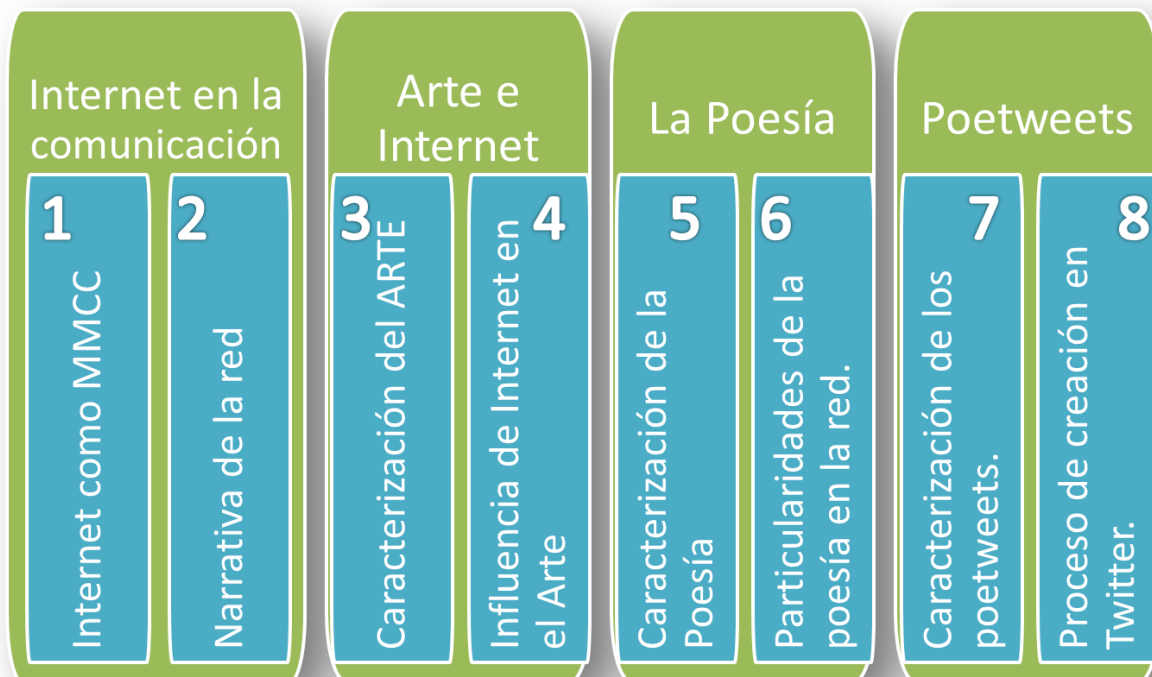 Internet en la
comunicación
1
Internet como MMCC
2
Narrativa de la red
Arte e
Internet
3
Caracterización del ARTE
4
Influencia de Internet en
el Arte
La Poesía
5
Caracterización de la
Poesía
6
Particularidades de la
poesía en la red.
Poetweets
7
Caracterización de los
poetweets.
8
Proceso de creación en
Twitter.